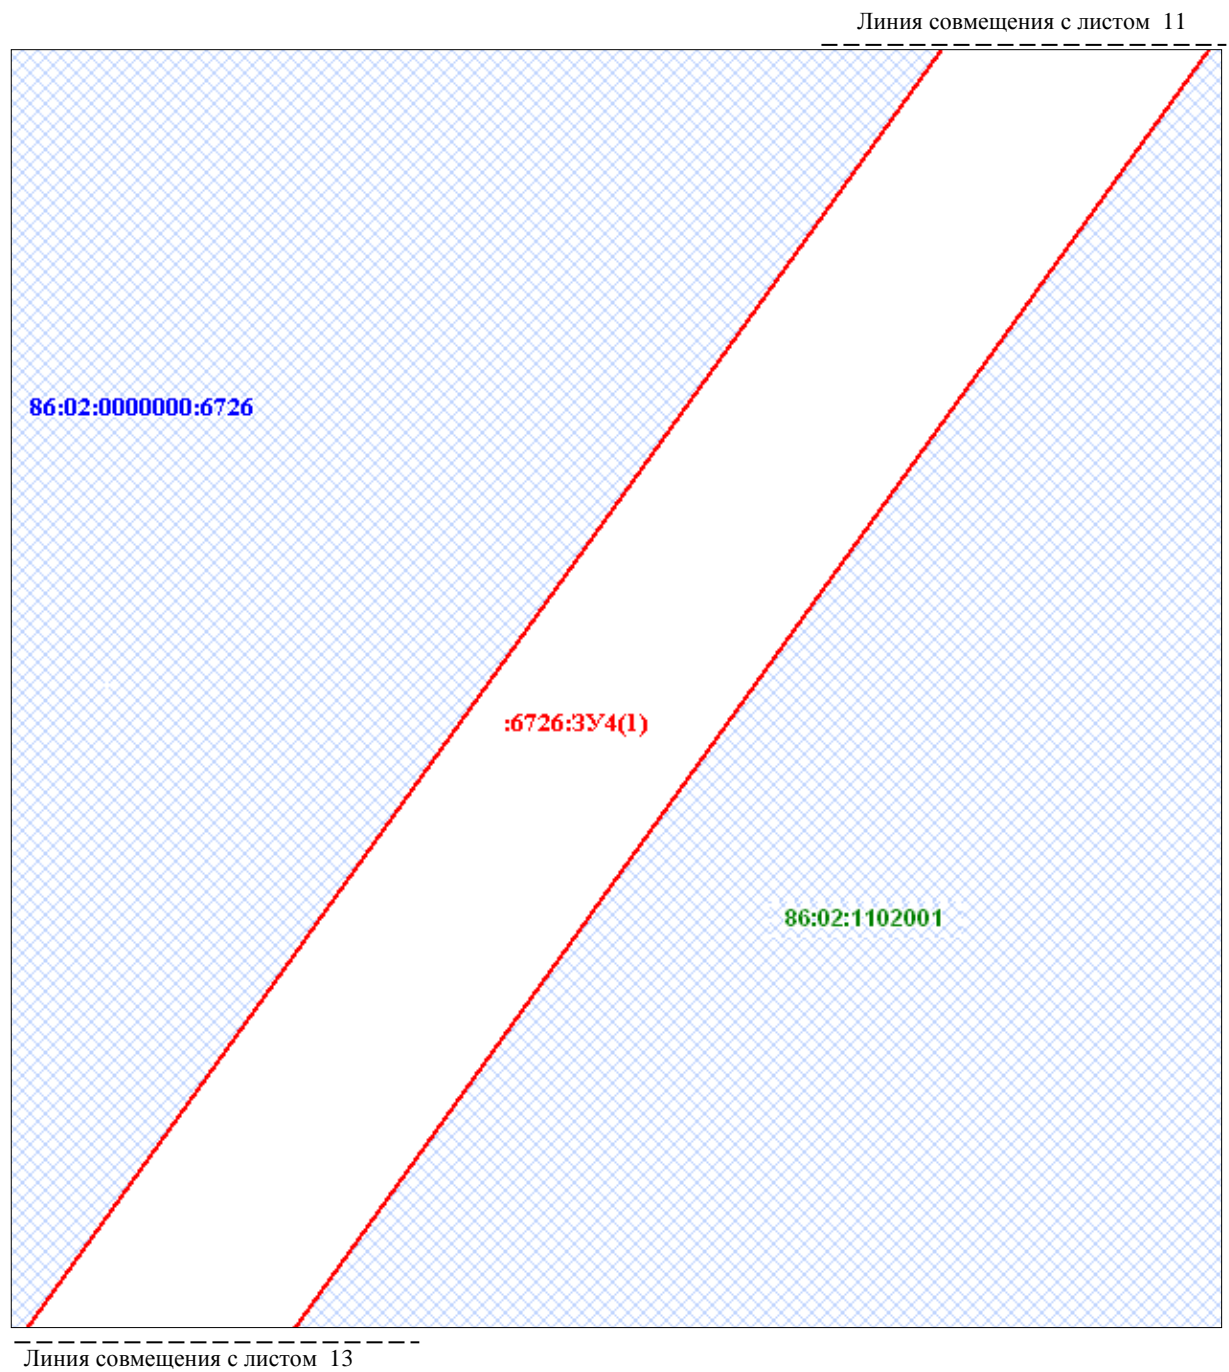 Линия совмещения с листом 11
86:02:0000000:6726
:6726:ЗУ4(1)
86:02:1102001
Линия совмещения с листом 13